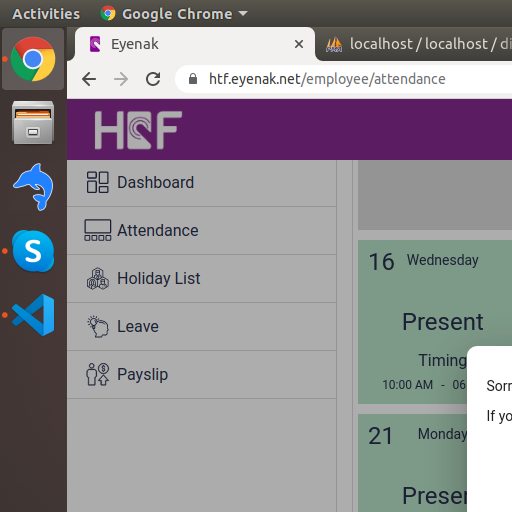 Activities
Google Chrome
Eyenak
localhost / localhost / di
htf.eyenak.net/employee/attendance
HF
Dashboard
Attendance
Holiday List
Leave
Payslip
16 Wednesday
Present
Timing
10:00 AM - 06
21 Monday
Presen
Sorr
If yo